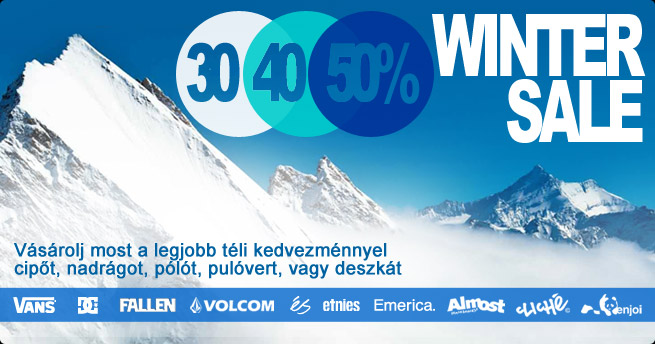 30 40 50%
WINTER
SALE
Vásárolj most a legjobb téli kedvezménnyel
cipőt, nadrágot, pólót, pulóvert, vagy deszkát
VANS DC FALLEN VOLCOM éS etnies Emerica. Almost CLICHÉ enjoi